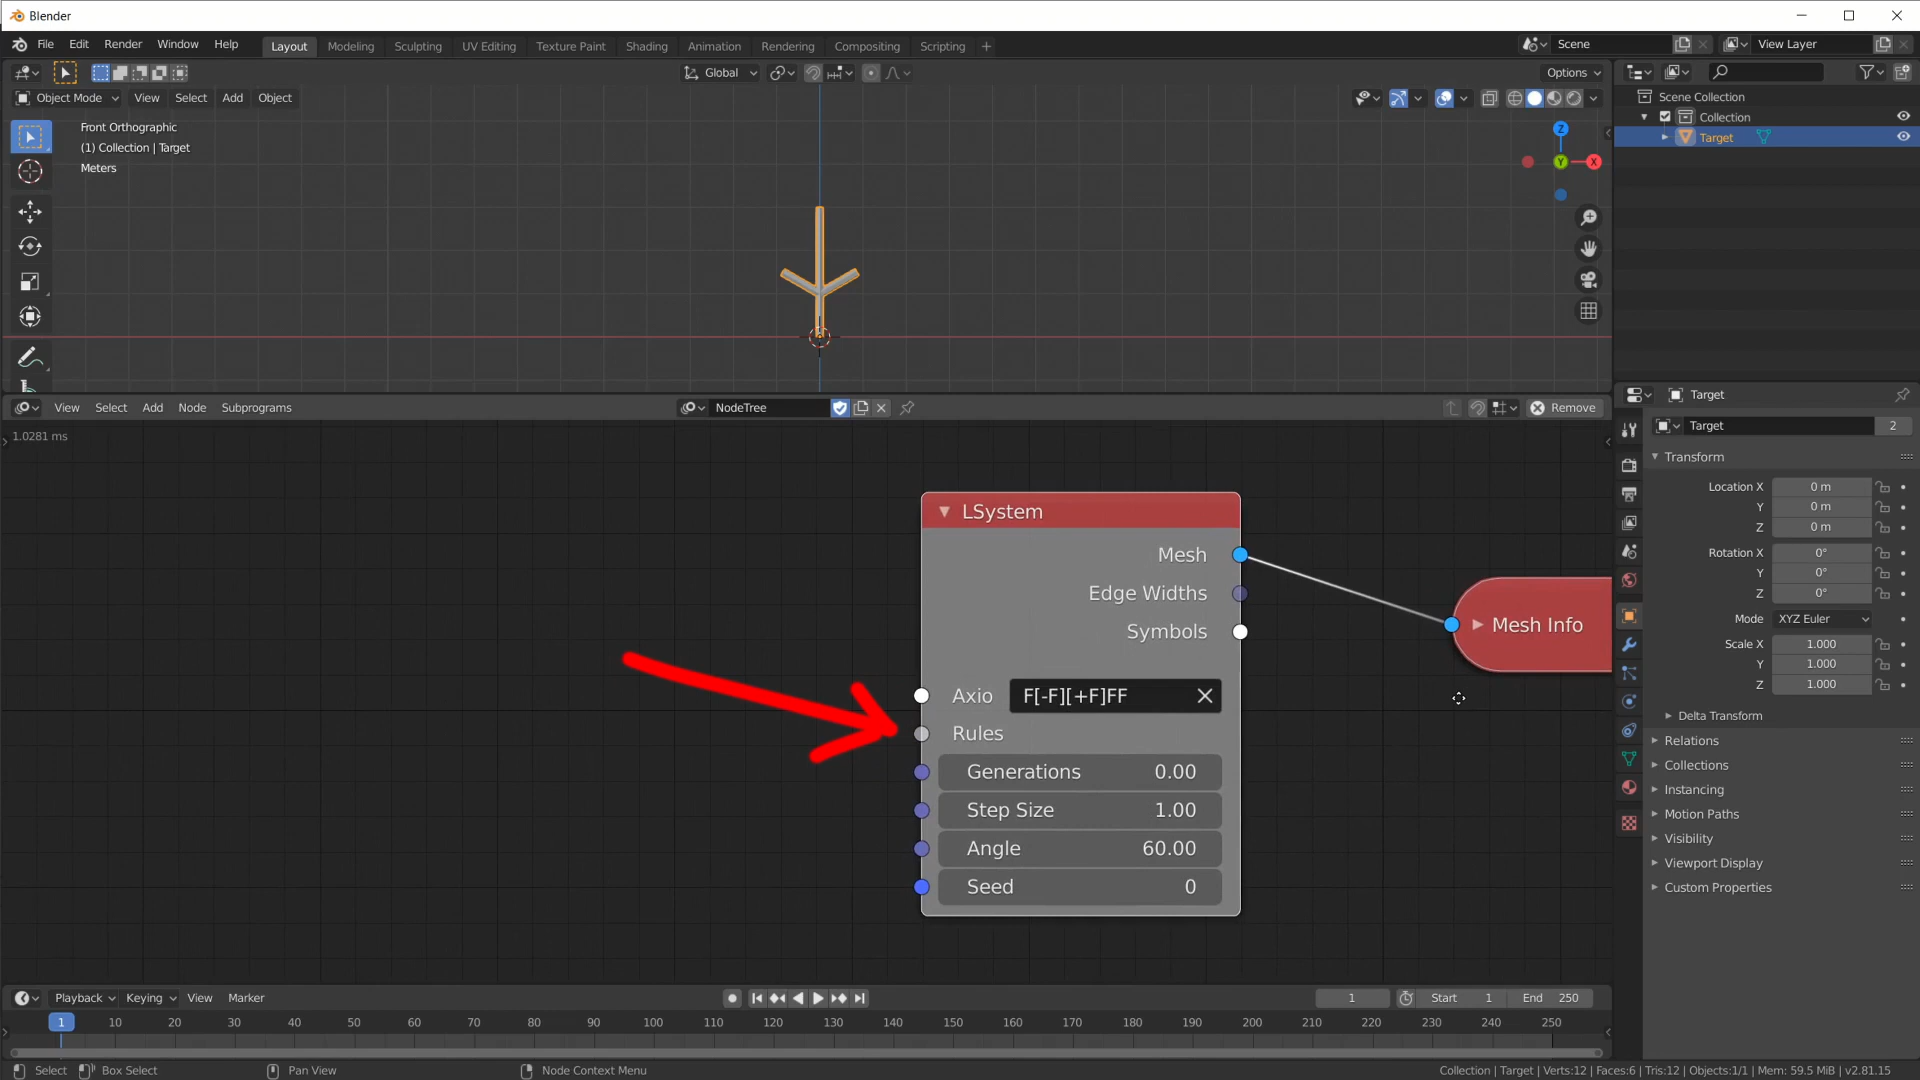 Blender
File Edit Render Window Help Layout Modeling Sculpting UV Editing Texture Paint Shading Animation Rendering Compositing Scripting + Scene View Layer
Global Options
Object Mode View Select Add Object
Front Orthographic
(1) Collection | Target
Meters
Z
Y
X
Scene Collection
Collection
Target
View Select Add Node Subprograms NodeTree Remove
1.0281 ms
LSystem
Mesh
Edge Widths
Symbols
Axio F[-F][+F]FF
Rules
Generations 0.00
Step Size 1.00
Angle 60.00
Seed 0
Mesh Info
Target
Target 2
Transform
Location X 0 m
Y 0 m
Z 0 m
Rotation X 0°
Y 0°
Z 0°
Mode XYZ Euler
Scale X 1.000
Y 1.000
Z 1.000
Delta Transform
Relations
Collections
Instancing
Motion Paths
Visibility
Viewport Display
Custom Properties
Playback Keying View Marker 1 Start 1 End 250
1 10 20 30 40 50 60 70 80 90 100 110 120 130 140 150 160 170 180 190 200 210 220 230 240 250
Select Box Select Pan View Node Context Menu Collection | Target | Verts:12 | Faces:6 | Tris:12 | Objects:1/1 | Mem: 59.5 MiB | v2.81.15